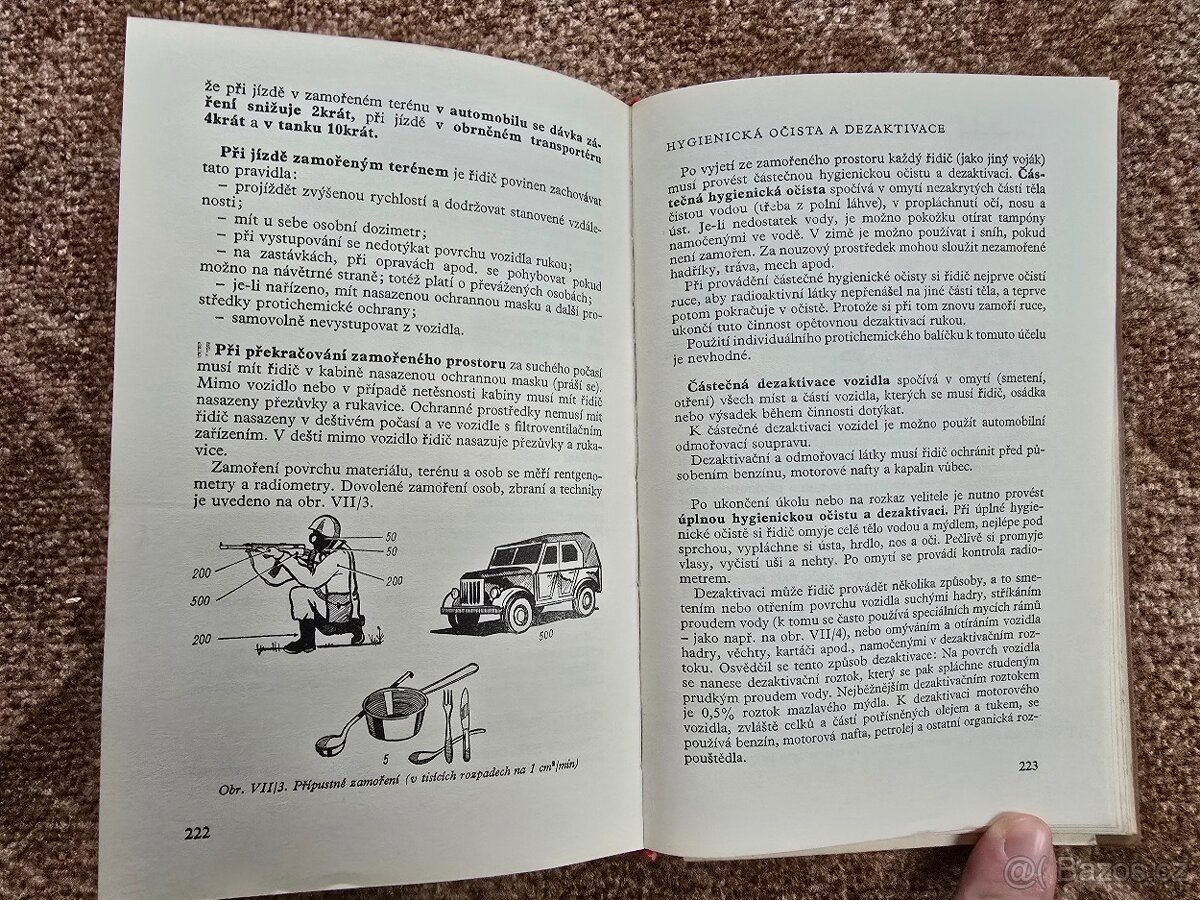 že při jízdě v zamořeném terénu v automobilu se dávka zá-
ření snižuje 2krát, při jízdě v obrněném transportéru
4krát a v tanku 10krát.
Při jízdě zamořeným terénem je řidič povinen zachovávat
tato pravidla:
– projíždět zvýšenou rychlostí a dodržovat stanovené vzdále-
nosti;
– mít u sebe osobní dozimetr;
– při vystupování se nedotýkat povrchu vozidla rukou;
– na zastávkách, při opravách apod. se pohybovat pokud
možno na návětrné straně; totéž platí o převážených osobách;
– je-li nařízeno, mít nasazenou ochrannou masku a další pro-
středky protichemické ochrany;
– samovolně nevystupovat z vozidla.
Při překračování zamořeného prostoru za suchého počasí
musí mít řidič v kabině nasazenou ochrannou masku (práší se).
Mimo vozidlo nebo v případě netěsnosti kabiny musí mít řidič
nasazeny přezůvky a rukavice. Ochranné prostředky nemusí mít
řidič nasazeny v deštivém počasí a ve vozidle s filtroventilačním
zařízením. V dešti mimo vozidlo řidič nasazuje přezůvky a ruka-
vice.
Zamoření povrchu materiálu, terénu a osob se měří rentgeno-
metry a radiometry. Dovolené zamoření osob, zbraní a techniky
je uvedeno na obr. VII/3.
50
50
200
200
500
200
500
5
Obr. VII/3. Přípustné zamoření (v tisících rozpadech na 1 cm²/min)
222
HYGIENICKÁ OČISTA A DEZAKTIVACE
Po vyjetí ze zamořeného prostoru každý řidič (jako jiný voják)
musí provést částečnou hygienickou očistu a dezaktivaci. Čás-
tečná hygienická očista spočívá v omytí nezakrytých částí těla
čistou vodou (třeba z polní láhve), v propláchnutí očí, nosu a
úst. Je-li nedostatek vody, je možno pokožku otírat tampóny
namočenými ve vodě. V zimě je možno používat i sníh, pokud
není zamořen. Za nouzový prostředek mohou sloužit nezamořené
hadříky, tráva, mech apod.
Při provádění částečné hygienické očisty si řidič nejprve očistí
ruce, aby radioaktivní látky nepřenášel na jiné části těla, a teprve
potom pokračuje v očistě. Protože si při tom znovu zamoří ruce,
ukončí tuto činnost opětovnou dezaktivací rukou.
Použití individuálního protichemického balíčku k tomuto účelu
je nevhodné.
Částečná dezaktivace vozidla spočívá v omytí (smetení,
otření) všech míst a částí vozidla, kterých se musí řidič, osádka
nebo výsadek během činnosti dotýkat.
K částečné dezaktivaci vozidel je možno použít automobilní
odmořovací soupravu.
Dezaktivační a odmořovací látky musí řidič ochránit před pů-
sobením benzínu, motorové nafty a kapalin vůbec.
Po ukončení úkolu nebo na rozkaz velitele je nutno provést
úplnou hygienickou očistu a dezaktivaci. Při úplné hygie-
nické očistě si řidič omyje celé tělo vodou a mýdlem, nejlépe pod
sprchou, vypláchne si ústa, hrdlo, nos a oči. Pečlivě si promyje
vlasy, vyčistí uši a nehty. Po omytí se provádí kontrola radio-
metrem.
Dezaktivaci může řidič provádět několika způsoby, a to sme-
tením nebo otřením povrchu vozidla suchými hadry, stříkáním
proudem vody (k tomu se často používá speciálních mycích rámů
– jako např. na obr. VII/4), nebo omýváním a otíráním vozidla
hadry, věchty, kartáči apod., namočenými v dezaktivačním roz-
toku. Osvědčil se tento způsob dezaktivace: Na povrch vozidla
se nanese dezaktivační roztok, který se pak spláchne studeným
prudkým proudem vody. Nejběžnějším dezaktivačním roztokem
je 0,5% roztok mazlavého mýdla. K dezaktivaci motorového
vozidla, zvláště celků a částí potřísněných olejem a tukem, se
používá benzín, motorová nafta, petrolej a ostatní organická roz-
pouštědla.
223
Bazos.cz